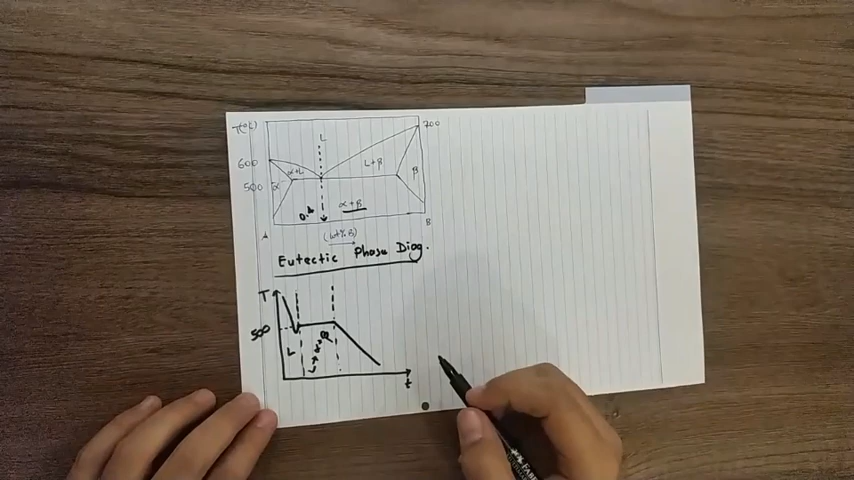 T(°C)
L
700
600
α+L
L+β
500
α
β
α+β
A
B
(wt% B)
Eutectic Phase Diag.
T
500
L
L→α+β
t